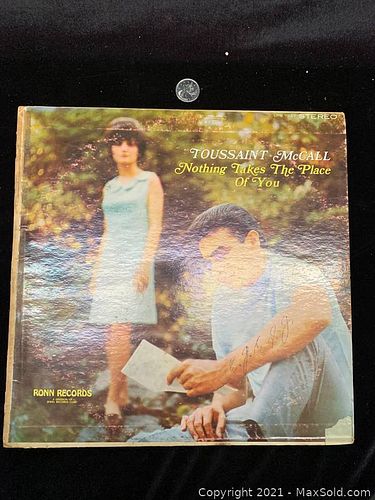 STEREO
TOUSSAINT McCALL
Nothing Takes The Place
Of You
RONN RECORDS
Copyright © 2021 - MaxSold.com